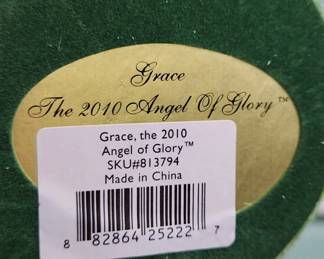 Grace
The 2010 Angel Of Glory™
Grace, the 2010
Angel of Glory™
SKU#813794
Made in China
8 82864 25222 7